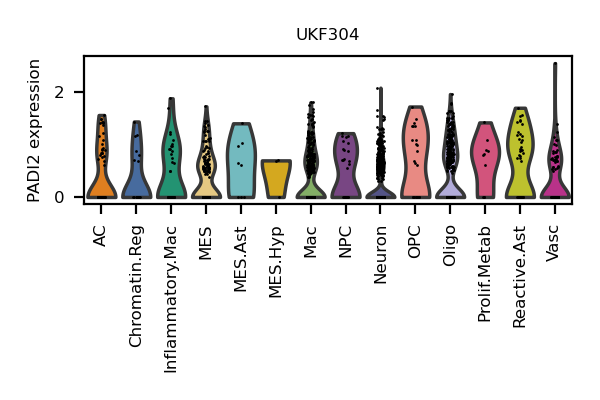 UKF304
PADI2 expression
2
0
AC
Chromatin.Reg
Inflammatory.Mac
MES
MES.Ast
MES.Hyp
Mac
NPC
Neuron
OPC
Oligo
Prolif.Metab
Reactive.Ast
Vasc